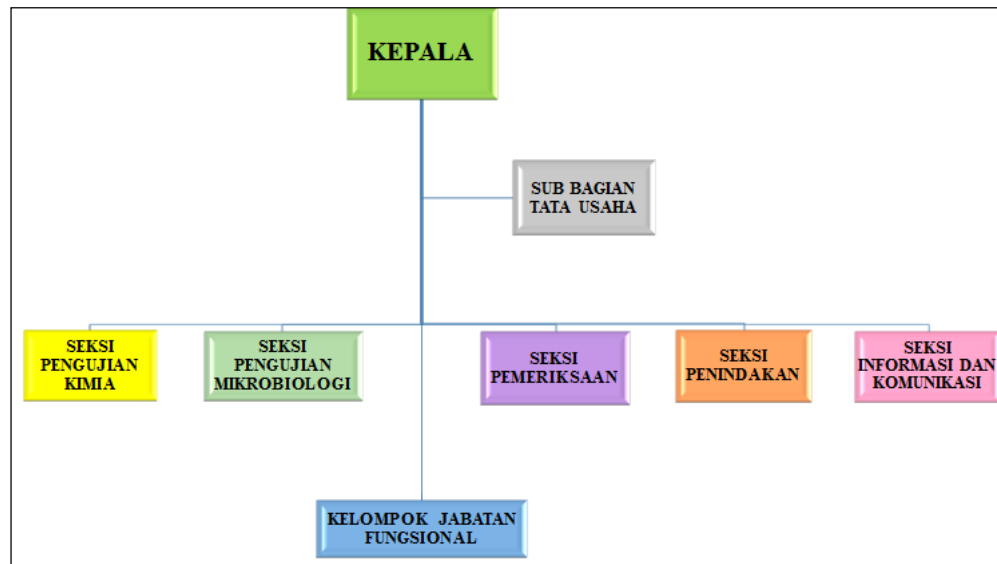 KEPALA
SUB BAGIAN
TATA USAHA
SEKSI
PENGUJIAN
KIMIA
SEKSI
PENGUJIAN
MIKROBIOLOGI
SEKSI
PEMERIKSAAN
SEKSI
PENINDAKAN
SEKSI
INFORMASI DAN
KOMUNIKASI
KELOMPOK JABATAN
FUNGSIONAL